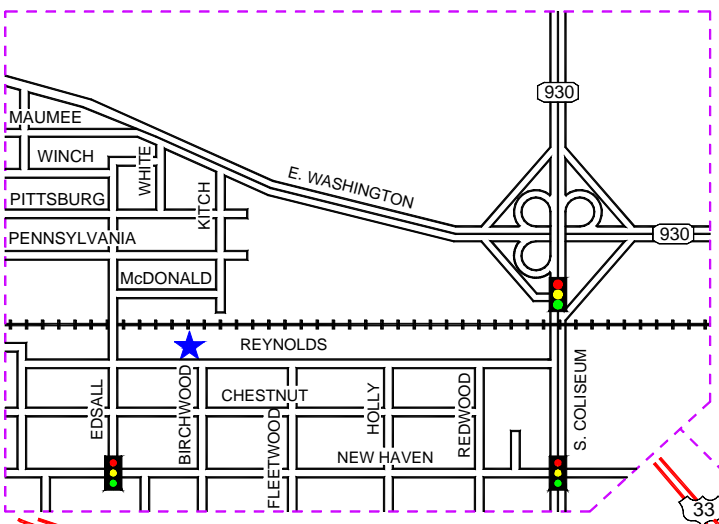 930
MAUMEE
WINCH
WHITE
E. WASHINGTON
PITTSBURG
KITCH
PENNSYLVANIA
930
McDONALD
REYNOLDS
EDSALL
BIRCHWOOD
CHESTNUT
FLEETWOOD
HOLLY
REDWOOD
S. COLISEUM
NEW HAVEN
33